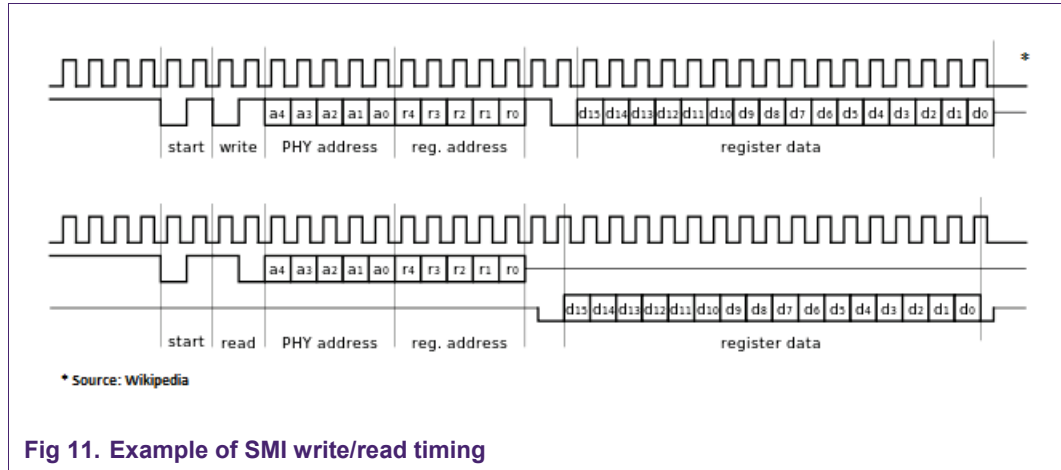 *
a4 a3 a2 a1 a0 r4 r3 r2 r1 r0 d15 d14 d13 d12 d11 d10 d9 d8 d7 d6 d5 d4 d3 d2 d1 d0
start write PHY address reg. address register data
a4 a3 a2 a1 a0 r4 r3 r2 r1 r0
d15 d14 d13 d12 d11 d10 d9 d8 d7 d6 d5 d4 d3 d2 d1 d0
start read PHY address reg. address register data
* Source: Wikipedia
Fig 11. Example of SMI write/read timing